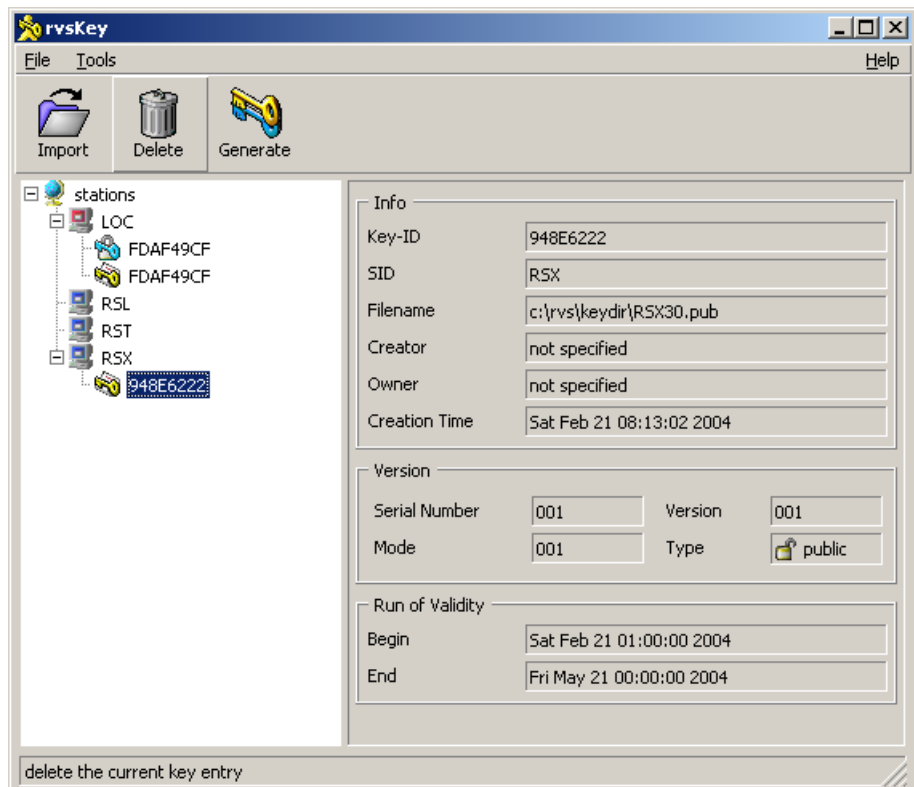 rvsKey
File Tools Help
Import Delete Generate
stations
LOC
FDAF49CF
FDAF49CF
RSL
RST
RSX
948E6222
Info
Key-ID 948E6222
SID RSX
Filename c:\rvs\keydir\RSX30.pub
Creator not specified
Owner not specified
Creation Time Sat Feb 21 08:13:02 2004
Version
Serial Number 001 Version 001
Mode 001 Type public
Run of Validity
Begin Sat Feb 21 01:00:00 2004
End Fri May 21 00:00:00 2004
delete the current key entry